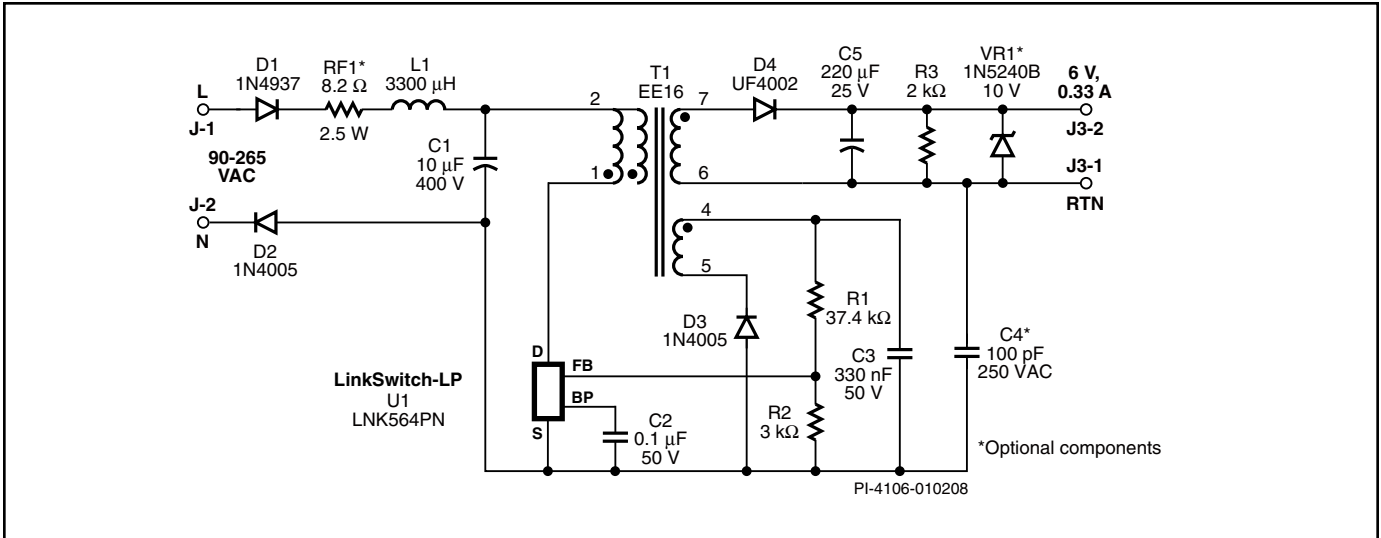 D1
1N4937
RF1*
8.2 Ω
2.5 W
L1
3300 μH
L
J-1
90-265
VAC
J-2
N
D2
1N4005
C1
10 μF
400 V
2
1
T1
EE16
7
6
4
5
D4
UF4002
C5
220 μF
25 V
R3
2 kΩ
VR1*
1N5240B
10 V
6 V,
0.33 A
J3-2
J3-1
RTN
D3
1N4005
R1
37.4 kΩ
C3
330 nF
50 V
C4*
100 pF
250 VAC
LinkSwitch-LP
U1
LNK564PN
D
FB
BP
S
C2
0.1 μF
50 V
R2
3 kΩ
*Optional components
PI-4106-010208